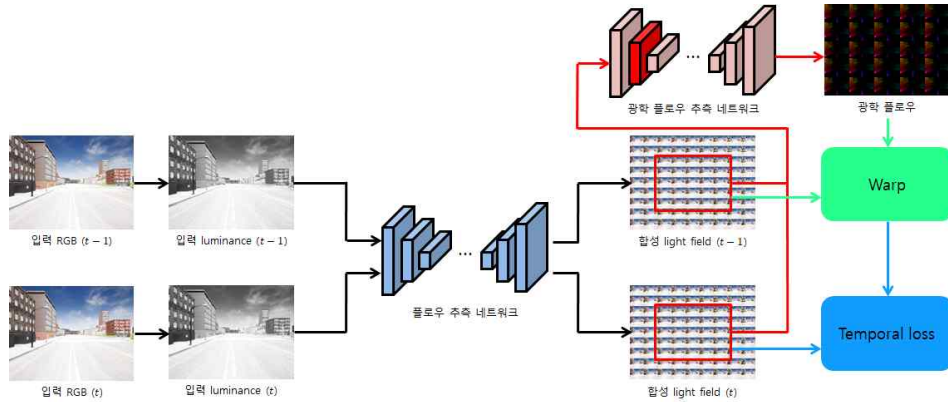 ...
광학 플로우 추측 네트워크
광학 플로우
Warp
입력 RGB (t − 1)
입력 luminance (t − 1)
합성 light field (t − 1)
...
플로우 추측 네트워크
Temporal loss
입력 RGB (t)
입력 luminance (t)
합성 light field (t)